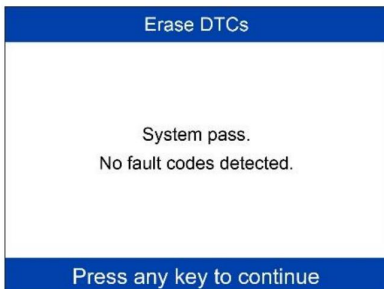 Erase DTCs
System pass.
No fault codes detected.
Press any key to continue